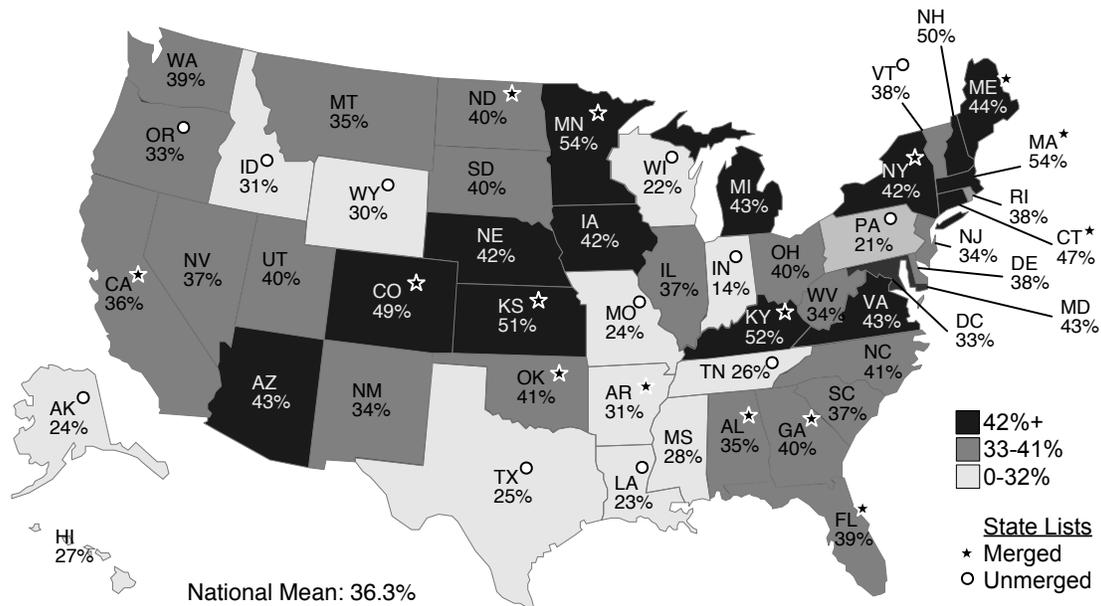 NH
50%
WA
39%
VT
38%
ME
44%
MT
35%
ND
40%
MN
54%
OR
33%
MA
54%
ID
31%
WI
22%
NY
42%
SD
40%
WY
30%
MI
43%
RI
38%
IA
42%
PA
21%
NE
42%
CT
47%
NJ
34%
NV
37%
UT
40%
OH
40%
IL
37%
IN
14%
DE
38%
CA
36%
CO
49%
WV
34%
VA
43%
MD
43%
KS
51%
MO
24%
KY
52%
DC
33%
NC
41%
TN 26%
OK
41%
AZ
43%
NM
34%
AR
31%
SC
37%
AK
24%
42%+
33-41%
0-32%
AL
35%
GA
40%
MS
28%
TX
25%
LA
23%
FL
39%
State Lists
Merged
Unmerged
HI
27%
National Mean: 36.3%